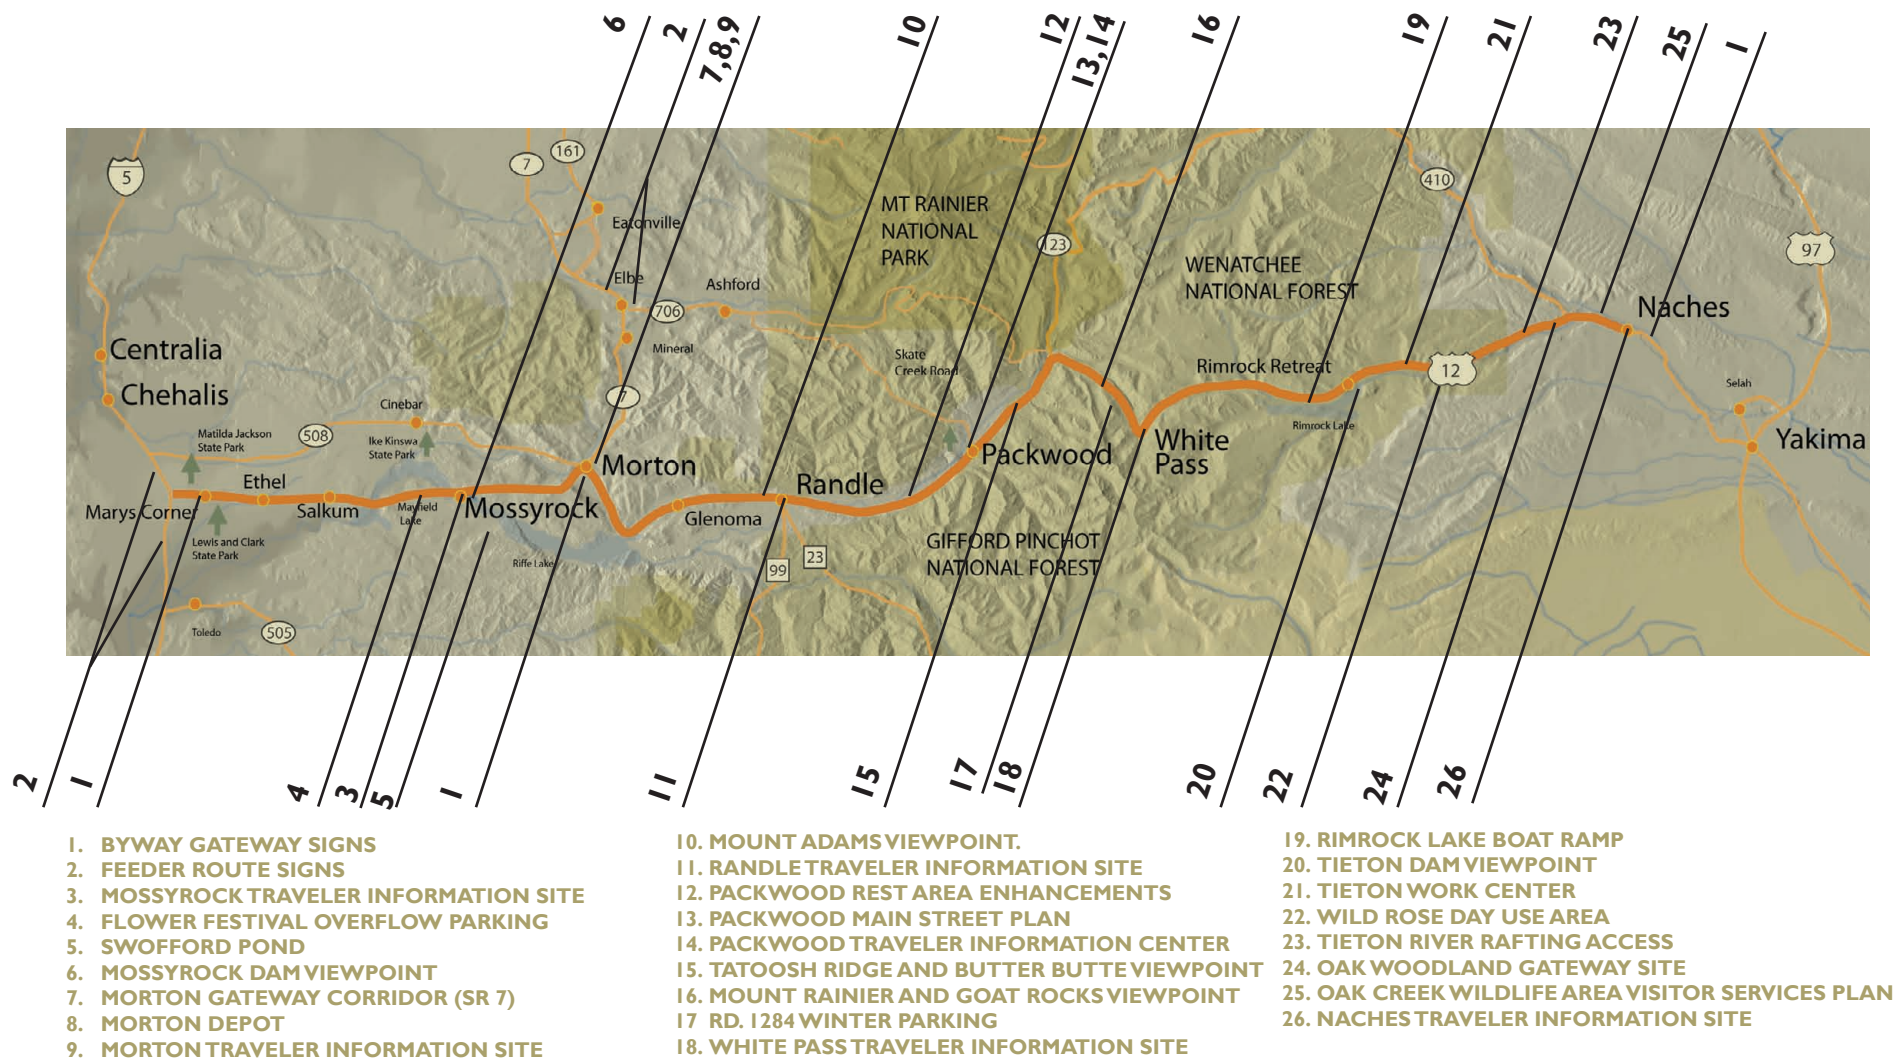 6
2
7,8,9
10
12
13,14
16
19
21
23
25
1
5
7
161
Eatonville
MT RAINIER
NATIONAL
PARK
123
410
97
WENATCHEE
NATIONAL FOREST
Elbe
Ashford
706
Naches
Centralia
Mineral
Skate
Creek Road
Rimrock Retreat
12
Chehalis
7
Selah
Cinebar
Matilda Jackson
State Park
508
Ike Kinswa
State Park
Rimrock Lake
White
Pass
Yakima
Packwood
Morton
Ethel
Randle
Marys Corner
Salkum
Mayfield
Lake
Mossyrock
Glenoma
Lewis and Clark
State Park
Riffe Lake
GIFFORD PINCHOT
NATIONAL FOREST
99
23
Toledo
505
2
1
4
3
5
1
11
15
17
18
20
22
24
26
1. BYWAY GATEWAY SIGNS
2. FEEDER ROUTE SIGNS
3. MOSSYROCK TRAVELER INFORMATION SITE
4. FLOWER FESTIVAL OVERFLOW PARKING
5. SWOFFORD POND
6. MOSSYROCK DAM VIEWPOINT
7. MORTON GATEWAY CORRIDOR (SR 7)
8. MORTON DEPOT
9. MORTON TRAVELER INFORMATION SITE
10. MOUNT ADAMS VIEWPOINT.
11. RANDLE TRAVELER INFORMATION SITE
12. PACKWOOD REST AREA ENHANCEMENTS
13. PACKWOOD MAIN STREET PLAN
14. PACKWOOD TRAVELER INFORMATION CENTER
15. TATOOSH RIDGE AND BUTTER BUTTE VIEWPOINT
16. MOUNT RAINIER AND GOAT ROCKS VIEWPOINT
17 RD. 1284 WINTER PARKING
18. WHITE PASS TRAVELER INFORMATION SITE
19. RIMROCK LAKE BOAT RAMP
20. TIETON DAM VIEWPOINT
21. TIETON WORK CENTER
22. WILD ROSE DAY USE AREA
23. TIETON RIVER RAFTING ACCESS
24. OAK WOODLAND GATEWAY SITE
25. OAK CREEK WILDLIFE AREA VISITOR SERVICES PLAN
26. NACHES TRAVELER INFORMATION SITE